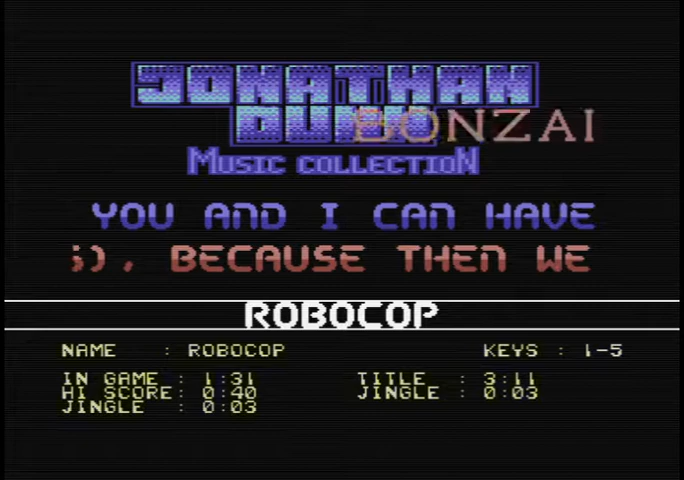 JONATHAN
DUNN BONZAI
MUSIC COLLECTION
YOU AND I CAN HAVE
;), BECAUSE THEN WE
ROBOCOP
NAME : ROBOCOP KEYS : 1-5
IN GAME : 1:31 TITLE : 3:11
HI SCORE: 0:40 JINGLE : 0:03
JINGLE : 0:03